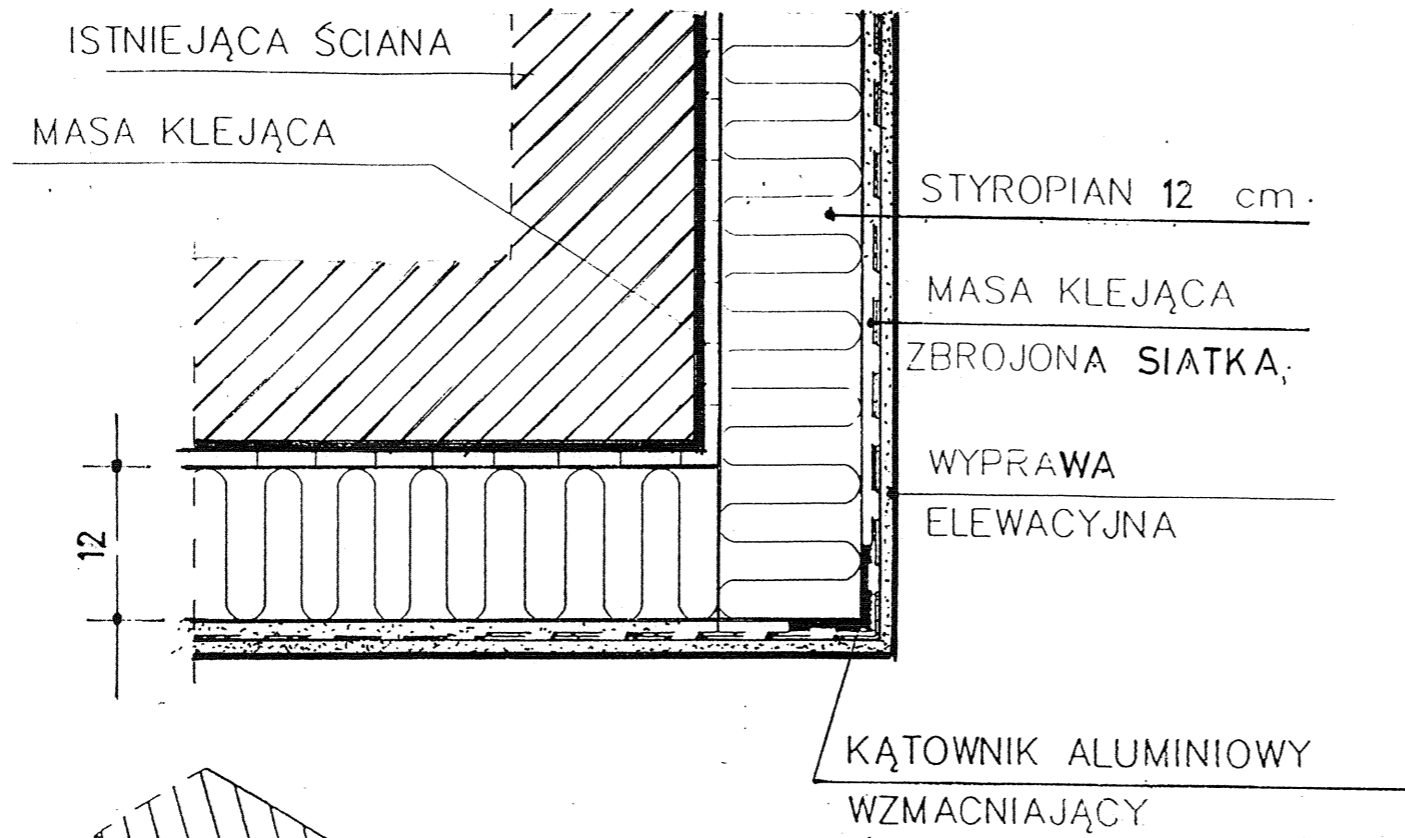 ISTNIEJĄCA ŚCIANA
MASA KLEJĄCA
STYROPIAN 12 cm
MASA KLEJĄCA
ZBROJONA SIATKĄ
WYPRAWA
ELEWACYJNA
12
KĄTOWNIK ALUMINIOWY
WZMACNIAJĄCY